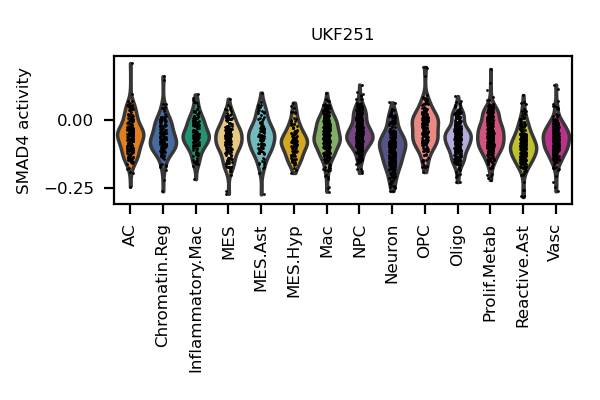 UKF251
SMAD4 activity
0.00
−0.25
AC
Chromatin.Reg
Inflammatory.Mac
MES
MES.Ast
MES.Hyp
Mac
NPC
Neuron
OPC
Oligo
Prolif.Metab
Reactive.Ast
Vasc